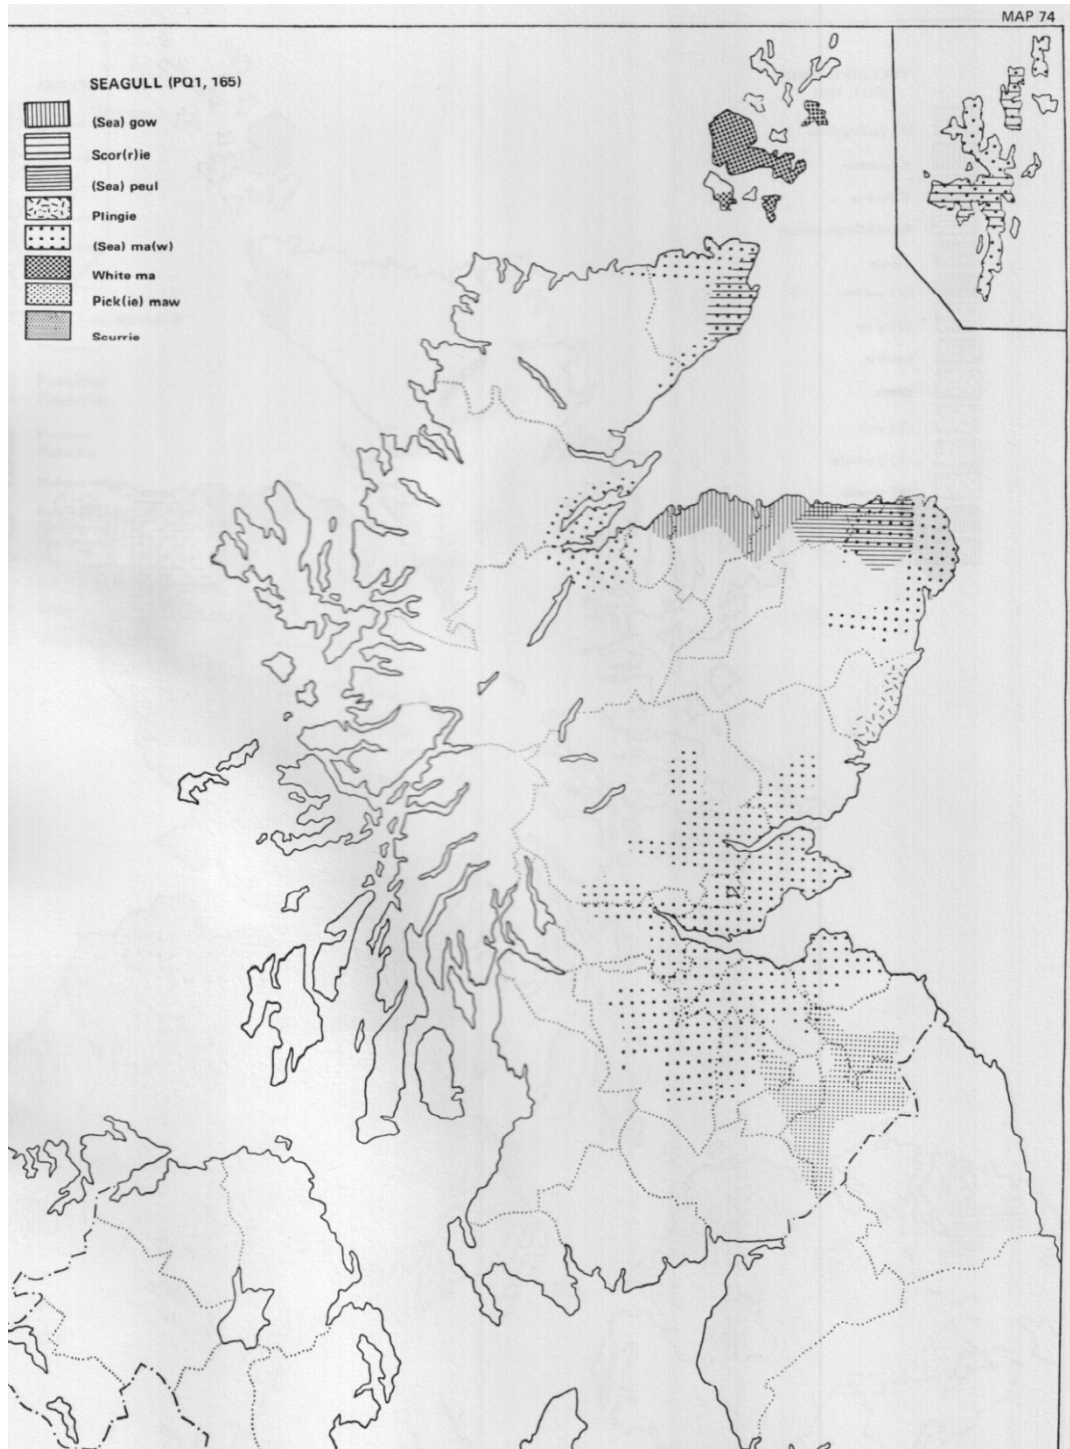 MAP 74
SEAGULL (PQ1, 165)
(Sea) gow
Scor(r)ie
(Sea) peul
Plingie
(Sea) ma(w)
White ma
Pick(ie) maw
Scurrie